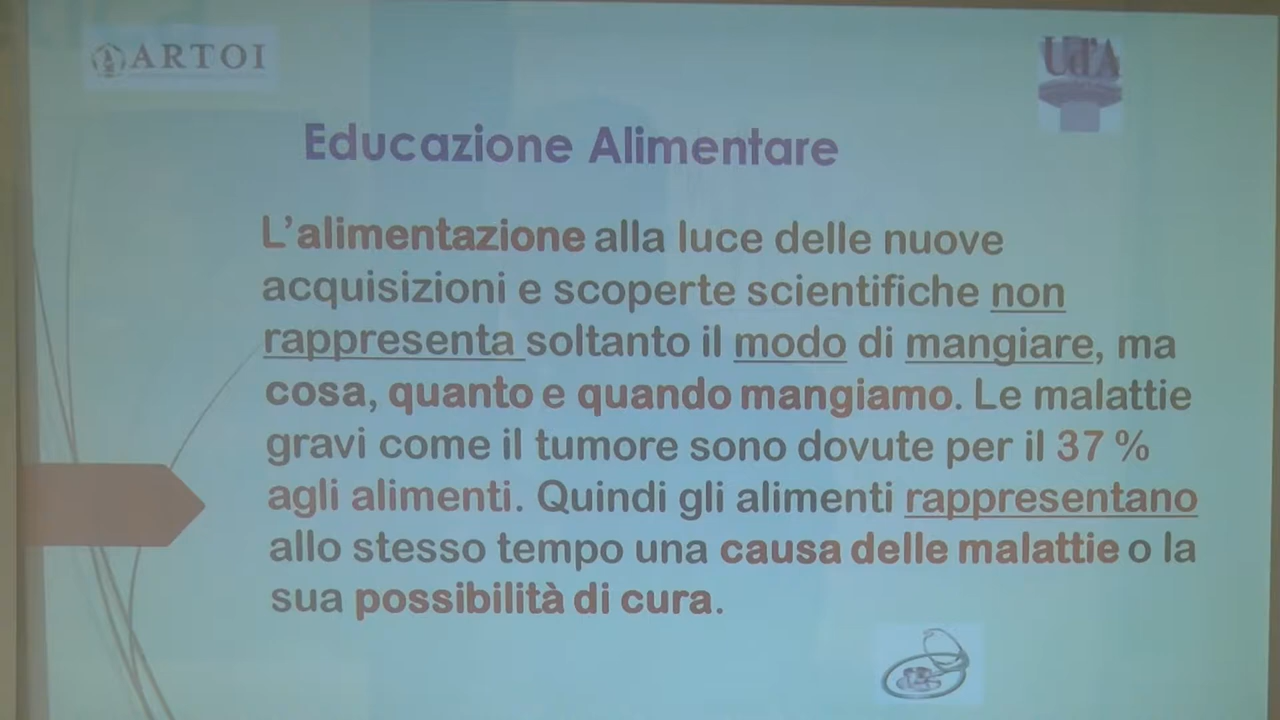 ARTOI
Ud'A
Educazione Alimentare
L'alimentazione alla luce delle nuove
acquisizioni e scoperte scientifiche non
rappresenta soltanto il modo di mangiare, ma
cosa, quanto e quando mangiamo. Le malattie
gravi come il tumore sono dovute per il 37 %
agli alimenti. Quindi gli alimenti rappresentano
allo stesso tempo una causa delle malattie o la
sua possibilità di cura.